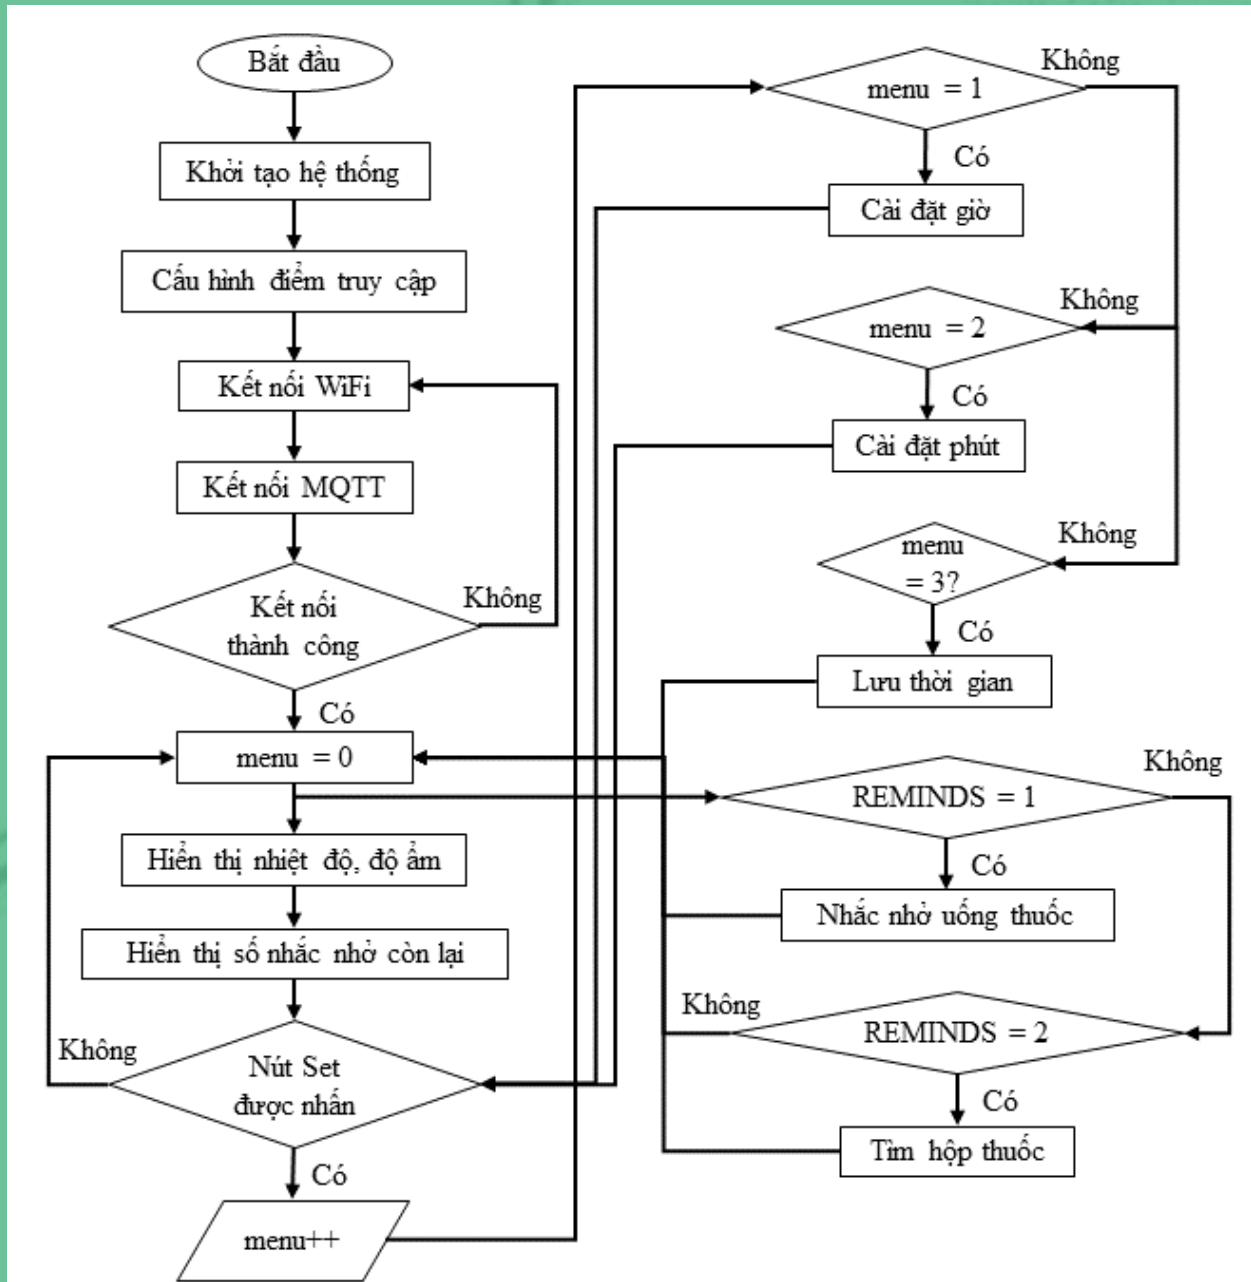 Bắt đầu
Khởi tạo hệ thống
Cấu hình điểm truy cập
Kết nối WiFi
Kết nối MQTT
Kết nối
thành công
Không
Có
menu = 0
Hiển thị nhiệt độ, độ ẩm
Hiển thị số nhắc nhở còn lại
Không
Nút Set
được nhấn
Có
menu++
menu = 1
Không
Có
Cài đặt giờ
menu = 2
Không
Có
Cài đặt phút
menu
= 3?
Không
Có
Lưu thời gian
REMINDS = 1
Không
Có
Nhắc nhở uống thuốc
Không
REMINDS = 2
Có
Tìm hộp thuốc